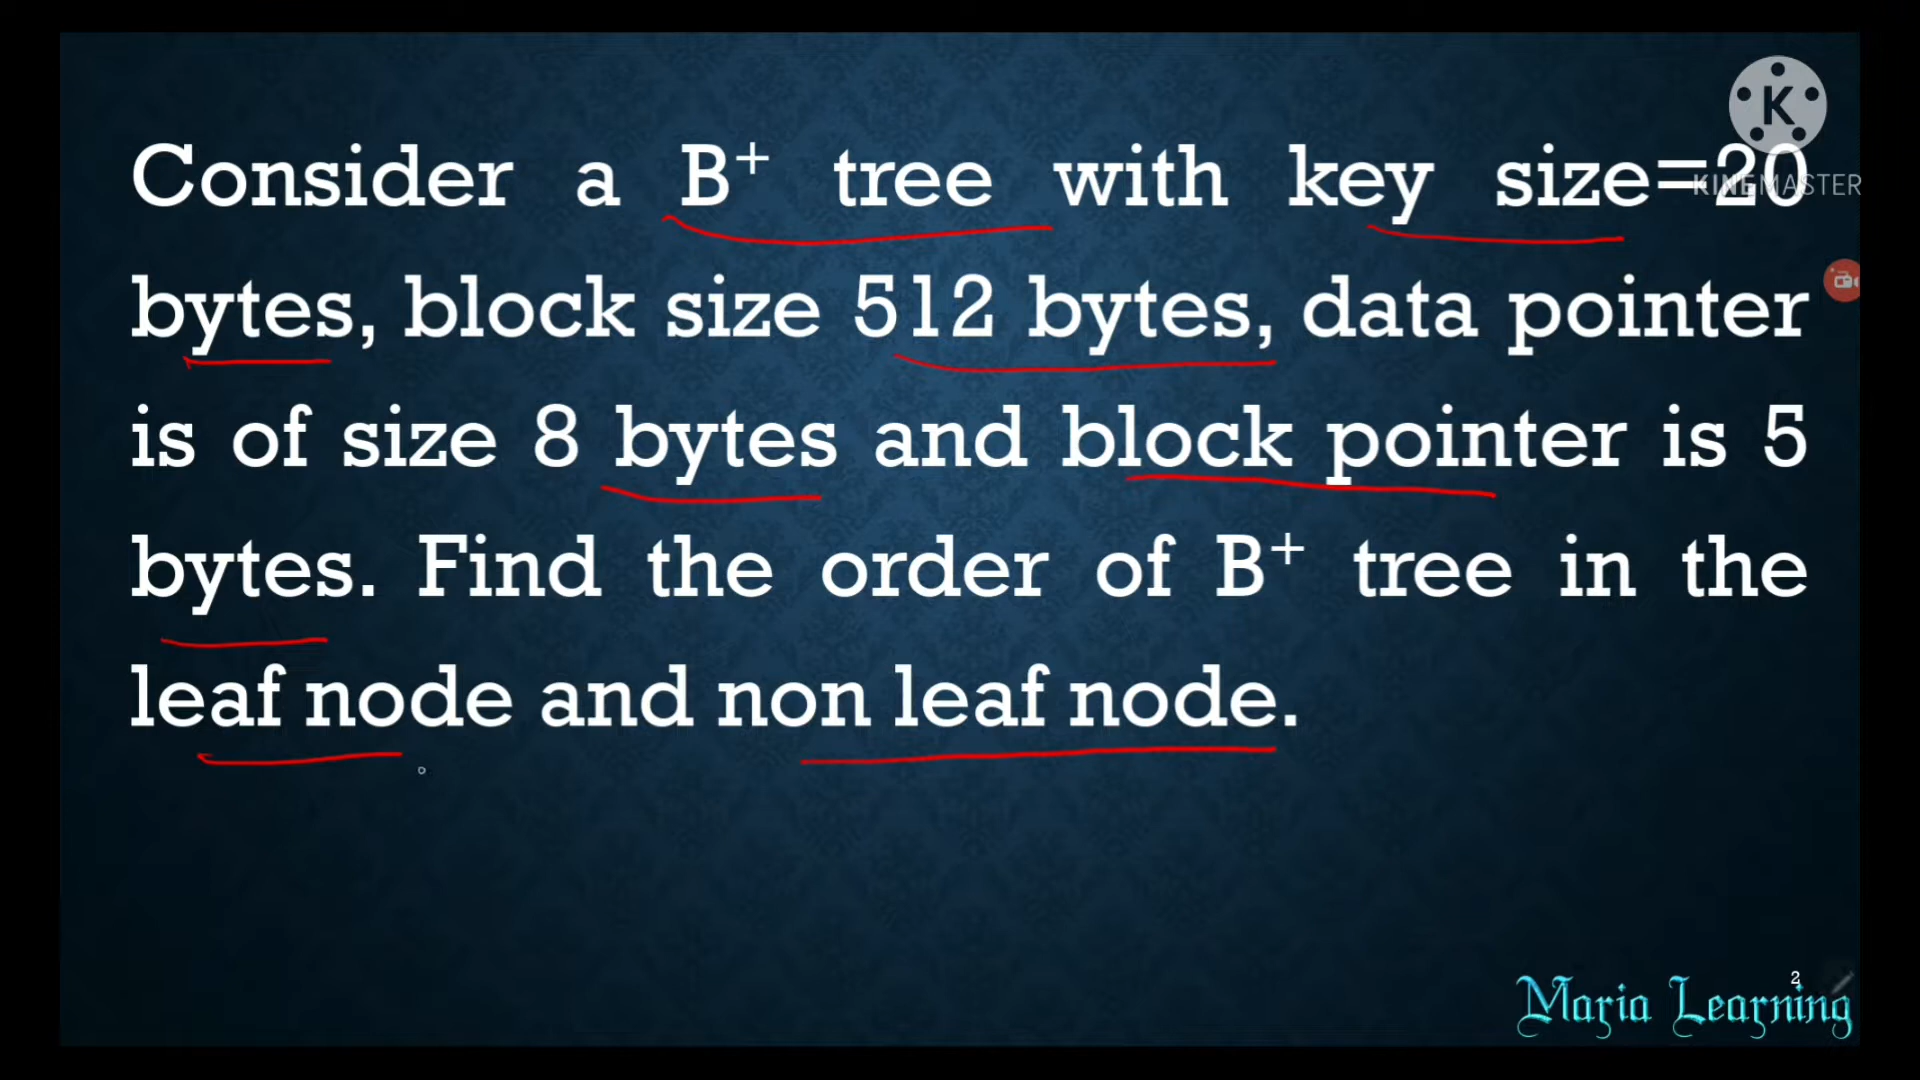 Consider a B+ tree with key size=20
KINEMASTER
bytes, block size 512 bytes, data pointer
is of size 8 bytes and block pointer is 5
bytes. Find the order of B+ tree in the
leaf node and non leaf node.
2
Maria Learning
K